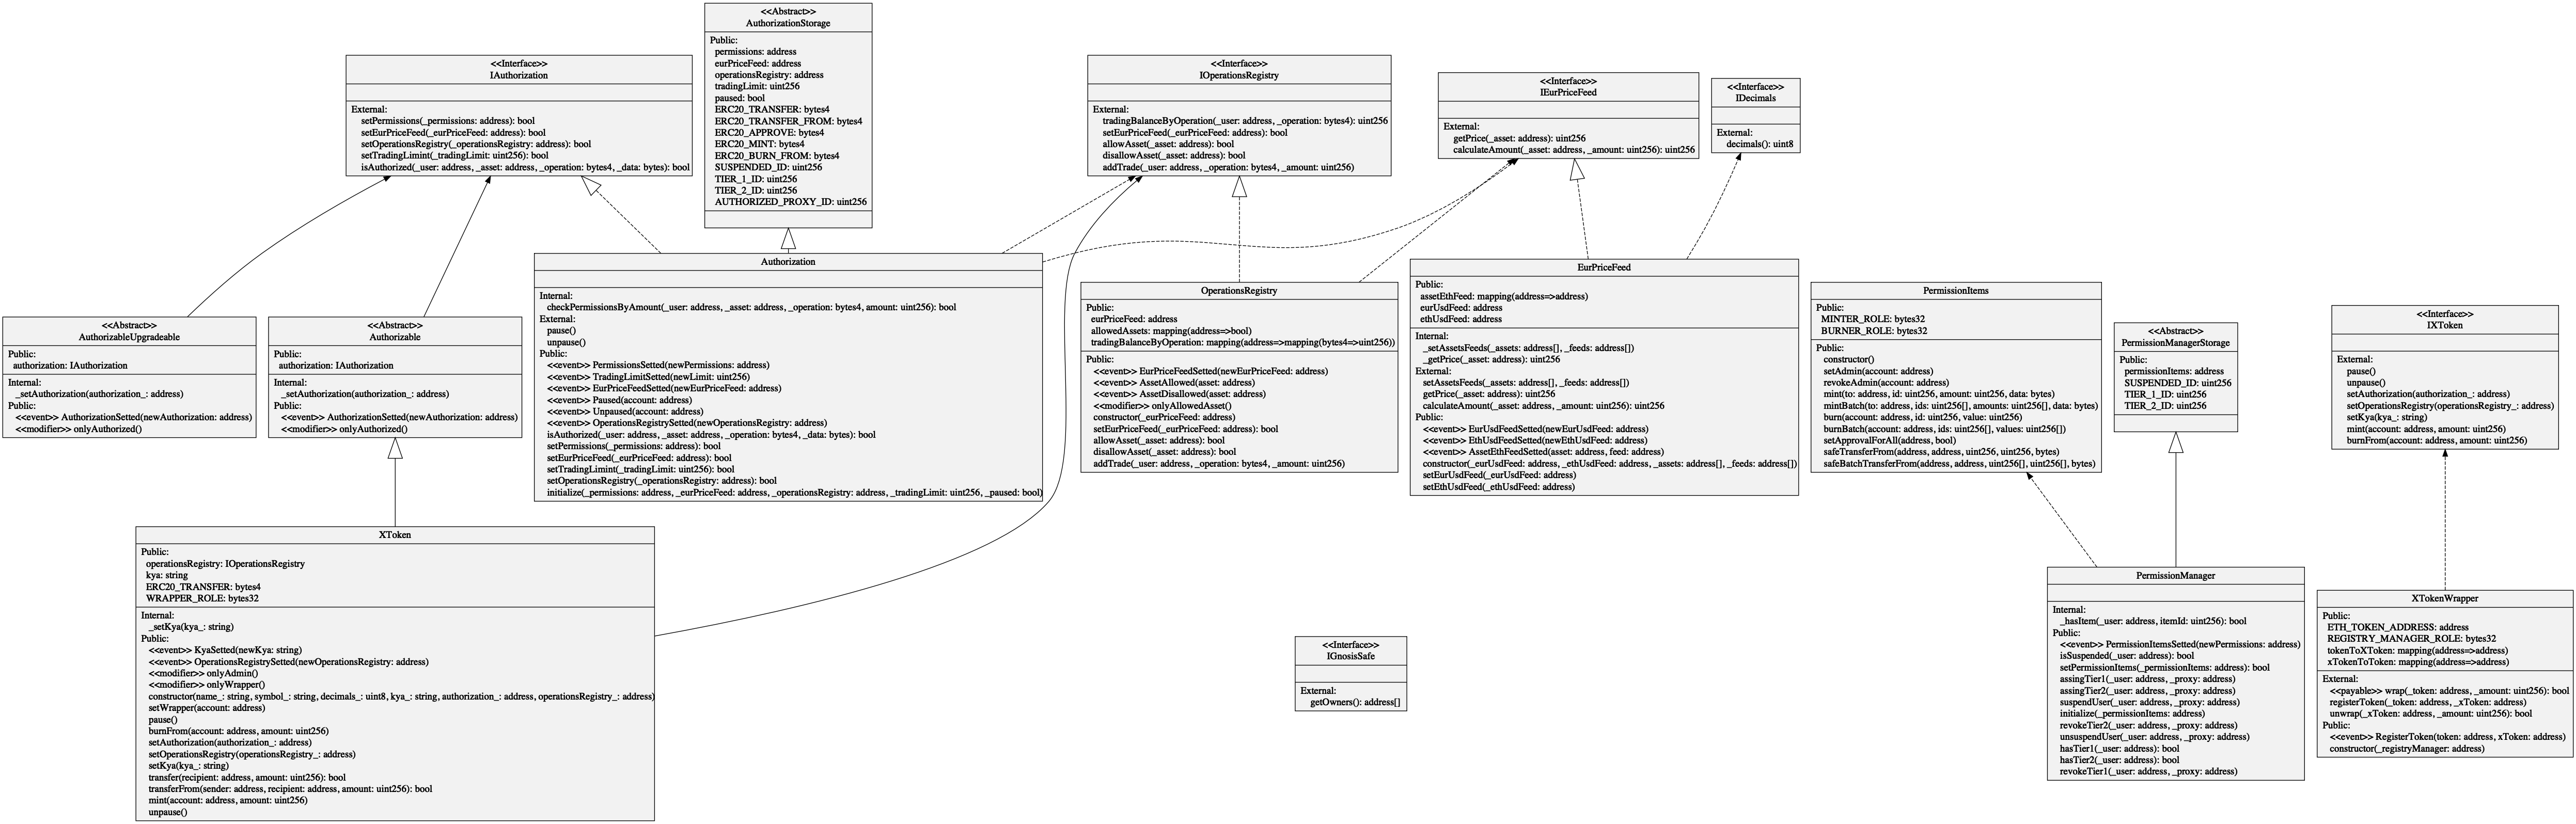 <<Abstract>>
AuthorizationStorage
Public:
permissions: address
eurPriceFeed: address
operationsRegistry: address
tradingLimit: uint256
paused: bool
ERC20_TRANSFER: bytes4
ERC20_TRANSFER_FROM: bytes4
ERC20_APPROVE: bytes4
ERC20_MINT: bytes4
ERC20_BURN_FROM: bytes4
SUSPENDED_ID: uint256
TIER_1_ID: uint256
TIER_2_ID: uint256
AUTHORIZED_PROXY_ID: uint256
<<Interface>>
IAuthorization
External:
setPermissions(_permissions: address): bool
setEurPriceFeed(_eurPriceFeed: address): bool
setOperationsRegistry(_operationsRegistry: address): bool
setTradingLimint(_tradingLimit: uint256): bool
isAuthorized(_user: address, _asset: address, _operation: bytes4, _data: bytes): bool
<<Interface>>
IOperationsRegistry
External:
tradingBalanceByOperation(_user: address, _operation: bytes4): uint256
setEurPriceFeed(_eurPriceFeed: address): bool
allowAsset(_asset: address): bool
disallowAsset(_asset: address): bool
addTrade(_user: address, _operation: bytes4, _amount: uint256)
<<Interface>>
IEurPriceFeed
External:
getPrice(_asset: address): uint256
calculateAmount(_asset: address, _amount: uint256): uint256
<<Interface>>
IDecimals
External:
decimals(): uint8
<<Abstract>>
AuthorizableUpgradeable
Public:
authorization: IAuthorization
Internal:
_setAuthorization(authorization_: address)
Public:
<<event>> AuthorizationSetted(newAuthorization: address)
<<modifier>> onlyAuthorized()
<<Abstract>>
Authorizable
Public:
authorization: IAuthorization
Internal:
_setAuthorization(authorization_: address)
Public:
<<event>> AuthorizationSetted(newAuthorization: address)
<<modifier>> onlyAuthorized()
Authorization
Internal:
checkPermissionsByAmount(_user: address, _asset: address, _operation: bytes4, amount: uint256): bool
External:
pause()
unpause()
Public:
<<event>> PermissionsSetted(newPermissions: address)
<<event>> TradingLimitSetted(newLimit: uint256)
<<event>> EurPriceFeedSetted(newEurPriceFeed: address)
<<event>> Paused(account: address)
<<event>> Unpaused(account: address)
<<event>> OperationsRegistrySetted(newOperationsRegistry: address)
isAuthorized(_user: address, _asset: address, _operation: bytes4, _data: bytes): bool
setPermissions(_permissions: address): bool
setEurPriceFeed(_eurPriceFeed: address): bool
setTradingLimint(_tradingLimit: uint256): bool
setOperationsRegistry(_operationsRegistry: address): bool
initialize(_permissions: address, _eurPriceFeed: address, _operationsRegistry: address, _tradingLimit: uint256, _paused: bool)
OperationsRegistry
Public:
eurPriceFeed: address
allowedAssets: mapping(address=>bool)
tradingBalanceByOperation: mapping(address=>mapping(bytes4=>uint256))
Public:
<<event>> EurPriceFeedSetted(newEurPriceFeed: address)
<<event>> AssetAllowed(asset: address)
<<event>> AssetDisallowed(asset: address)
<<modifier>> onlyAllowedAsset()
constructor(_eurPriceFeed: address)
setEurPriceFeed(_eurPriceFeed: address): bool
allowAsset(_asset: address): bool
disallowAsset(_asset: address): bool
addTrade(_user: address, _operation: bytes4, _amount: uint256)
EurPriceFeed
Public:
assetEthFeed: mapping(address=>address)
eurUsdFeed: address
ethUsdFeed: address
Internal:
_setAssetsFeeds(_assets: address[], _feeds: address[])
_getPrice(_asset: address): uint256
External:
setAssetsFeeds(_assets: address[], _feeds: address[])
getPrice(_asset: address): uint256
calculateAmount(_asset: address, _amount: uint256): uint256
Public:
<<event>> EurUsdFeedSetted(newEurUsdFeed: address)
<<event>> EthUsdFeedSetted(newEthUsdFeed: address)
<<event>> AssetEthFeedSetted(asset: address, feed: address)
constructor(_eurUsdFeed: address, _ethUsdFeed: address, _assets: address[], _feeds: address[])
setEurUsdFeed(_eurUsdFeed: address)
setEthUsdFeed(_ethUsdFeed: address)
PermissionItems
Public:
MINTER_ROLE: bytes32
BURNER_ROLE: bytes32
Public:
constructor()
setAdmin(account: address)
revokeAdmin(account: address)
mint(to: address, id: uint256, amount: uint256, data: bytes)
mintBatch(to: address, ids: uint256[], amounts: uint256[], data: bytes)
burn(account: address, id: uint256, value: uint256)
burnBatch(account: address, ids: uint256[], values: uint256[])
setApprovalForAll(address, bool)
safeTransferFrom(address, address, uint256, uint256, bytes)
safeBatchTransferFrom(address, address, uint256[], uint256[], bytes)
<<Abstract>>
PermissionManagerStorage
Public:
permissionItems: address
SUSPENDED_ID: uint256
TIER_1_ID: uint256
TIER_2_ID: uint256
<<Interface>>
IXToken
External:
pause()
unpause()
setAuthorization(authorization_: address)
setOperationsRegistry(operationsRegistry_: address)
setKya(kya_: string)
mint(account: address, amount: uint256)
burnFrom(account: address, amount: uint256)
XToken
Public:
operationsRegistry: IOperationsRegistry
kya: string
ERC20_TRANSFER: bytes4
WRAPPER_ROLE: bytes32
Internal:
_setKya(kya_: string)
Public:
<<event>> KyaSetted(newKya: string)
<<event>> OperationsRegistrySetted(newOperationsRegistry: address)
<<modifier>> onlyAdmin()
<<modifier>> onlyWrapper()
constructor(name_: string, symbol_: string, decimals_: uint8, kya_: string, authorization_: address, operationsRegistry_: address)
setWrapper(account: address)
pause()
burnFrom(account: address, amount: uint256)
setAuthorization(authorization_: address)
setOperationsRegistry(operationsRegistry_: address)
setKya(kya_: string)
transfer(recipient: address, amount: uint256): bool
transferFrom(sender: address, recipient: address, amount: uint256): bool
mint(account: address, amount: uint256)
unpause()
<<Interface>>
IGnosisSafe
External:
getOwners(): address[]
PermissionManager
Internal:
_hasItem(_user: address, itemId: uint256): bool
Public:
<<event>> PermissionItemsSetted(newPermissions: address)
isSuspended(_user: address): bool
setPermissionItems(_permissionItems: address): bool
assingTier1(_user: address, _proxy: address)
assingTier2(_user: address, _proxy: address)
suspendUser(_user: address, _proxy: address)
initialize(_permissionItems: address)
revokeTier2(_user: address, _proxy: address)
unsuspendUser(_user: address, _proxy: address)
hasTier1(_user: address): bool
hasTier2(_user: address): bool
revokeTier1(_user: address, _proxy: address)
XTokenWrapper
Public:
ETH_TOKEN_ADDRESS: address
REGISTRY_MANAGER_ROLE: bytes32
tokenToXToken: mapping(address=>address)
xTokenToToken: mapping(address=>address)
External:
<<payable>> wrap(_token: address, _amount: uint256): bool
registerToken(_token: address, _xToken: address)
unwrap(_xToken: address, _amount: uint256): bool
Public:
<<event>> RegisterToken(token: address, xToken: address)
constructor(_registryManager: address)